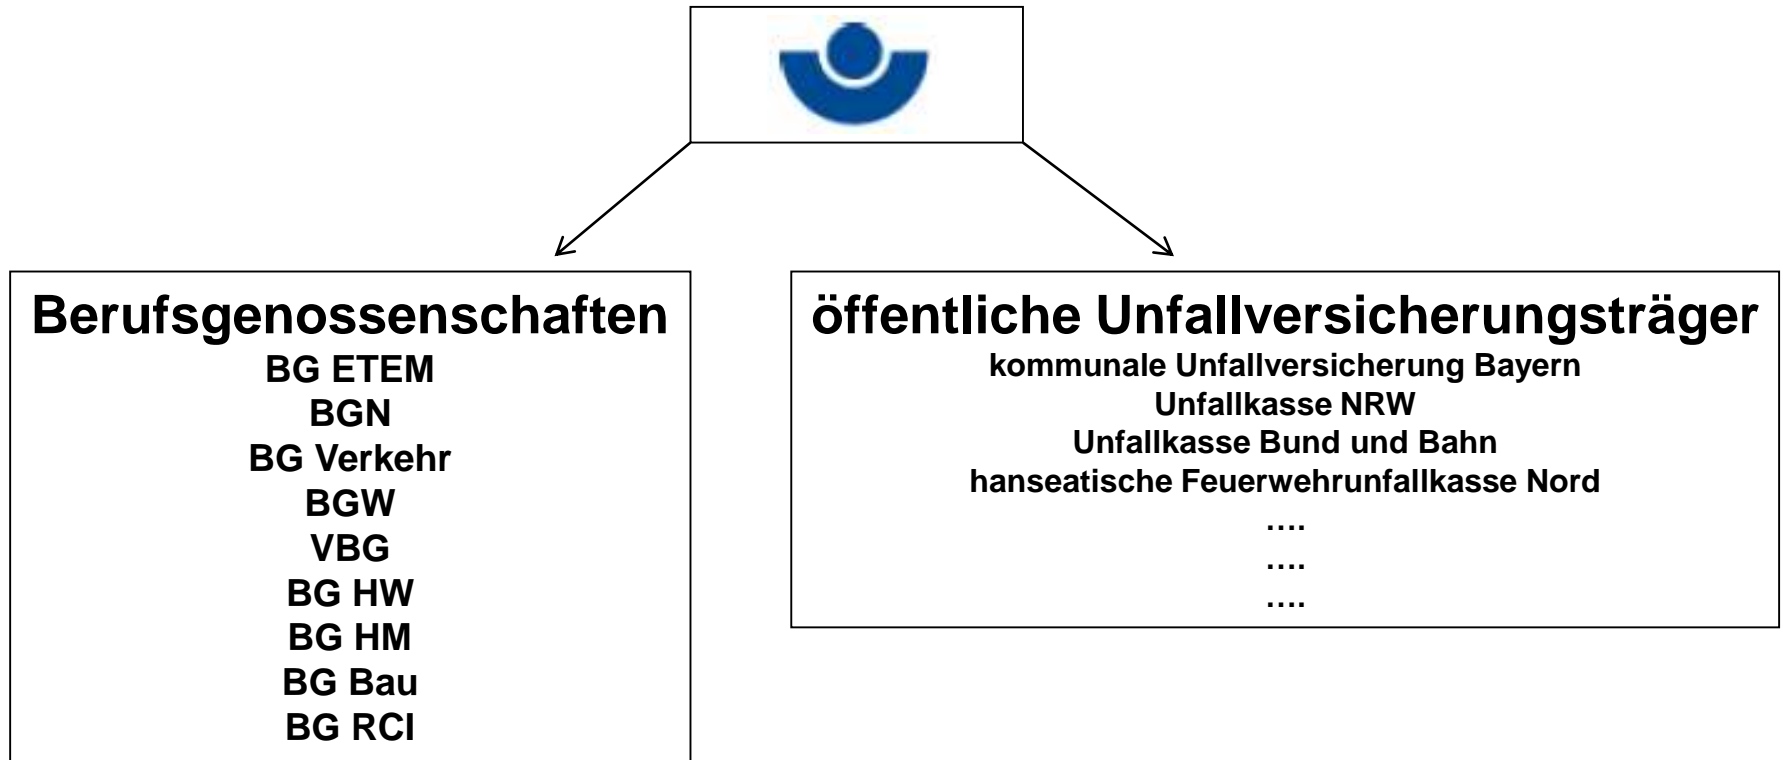 Berufsgenossenschaften
BG ETEM
BGN
BG Verkehr
BGW
VBG
BG HW
BG HM
BG Bau
BG RCI
öffentliche Unfallversicherungsträger
kommunale Unfallversicherung Bayern
Unfallkasse NRW
Unfallkasse Bund und Bahn
hanseatische Feuerwehrunfallkasse Nord
....
....
....